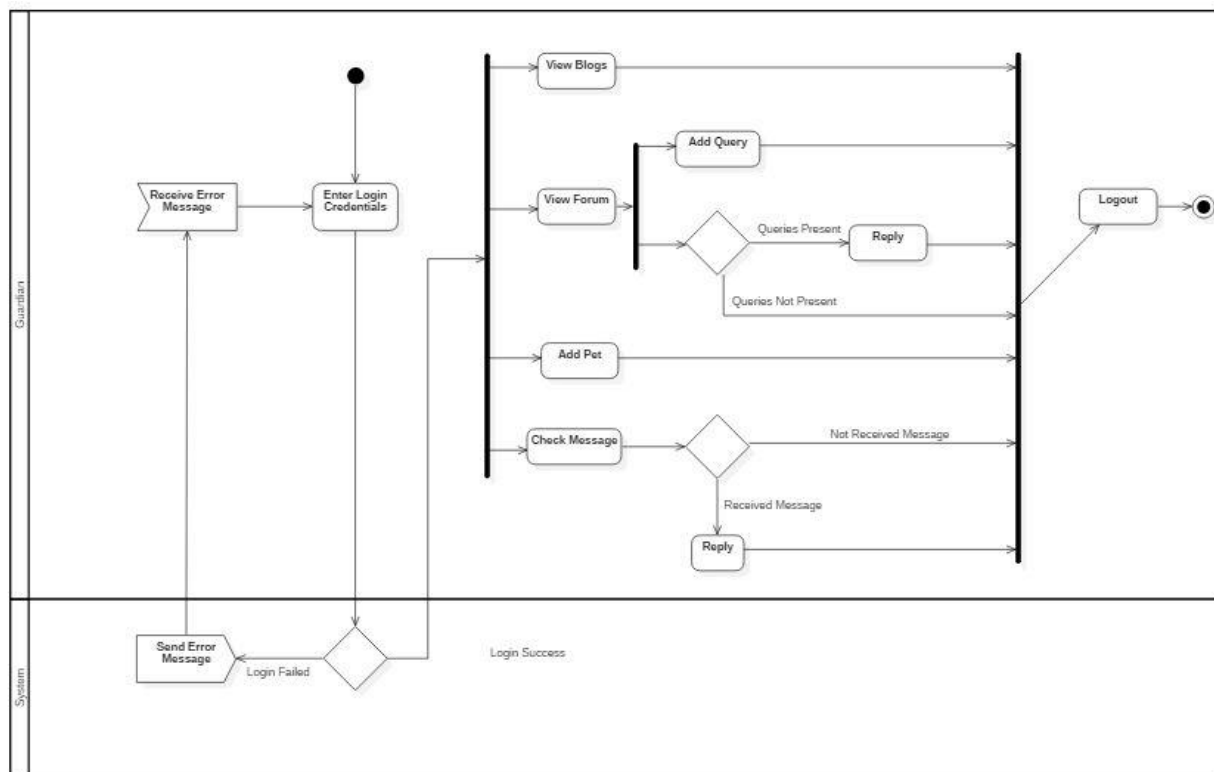 View Blogs
Add Query
Receive Error
Message
Enter Login
Credentials
View Forum
Logout
Queries Present
Reply
Queries Not Present
Guardian
Add Pet
Check Message
Not Received Message
Received Message
Reply
Send Error
Message
Login Failed
Login Success
System